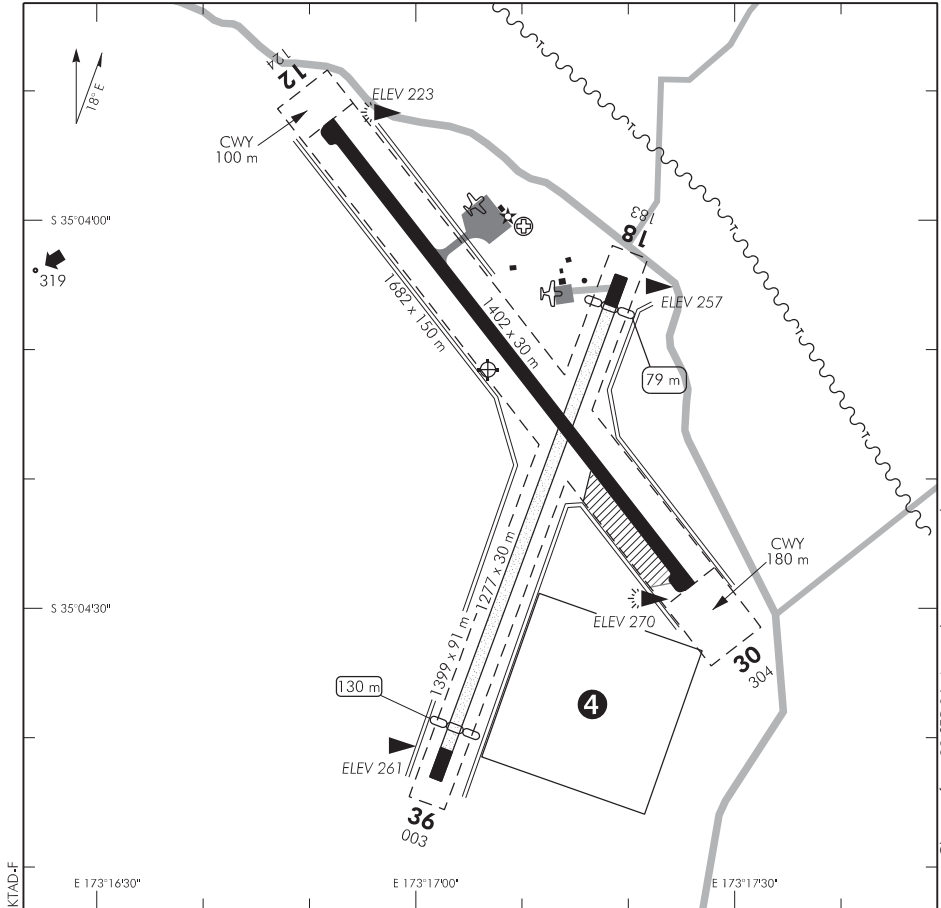 12
124
18° E
ELEV 223
CWY
100 m
S 35°04'00"
183
18
319
ELEV 257
1682 x 150 m
1402 x 30 m
79 m
CWY
180 m
1277 x 30 m
S 35°04'30"
ELEV 270
1399 x 91 m
30
304
130 m
4
ELEV 261
36
003
KTAD-F
E 173°16'30"
E 173°17'00"
E 173°17'30"